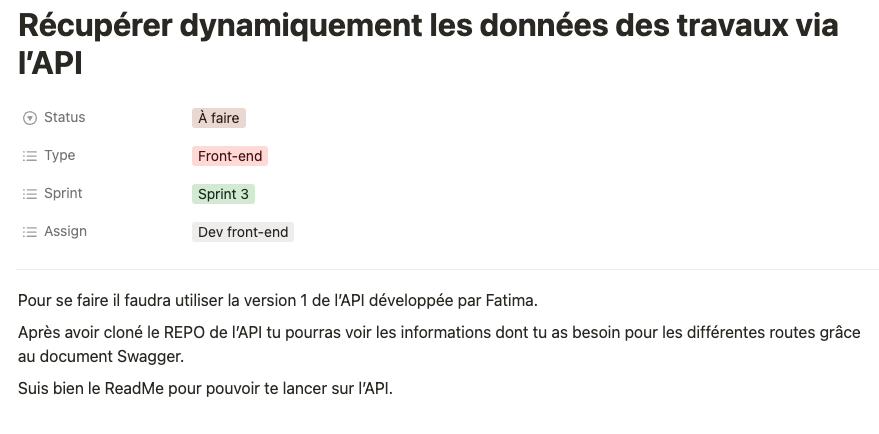 Récupérer dynamiquement les données des travaux via
l’API
Status À faire
Type Front-end
Sprint Sprint 3
Assign Dev front-end
Pour se faire il faudra utiliser la version 1 de l’API développée par Fatima.
Après avoir cloné le REPO de l’API tu pourras voir les informations dont tu as besoin pour les différentes routes grâce
au document Swagger.
Suis bien le ReadMe pour pouvoir te lancer sur l’API.